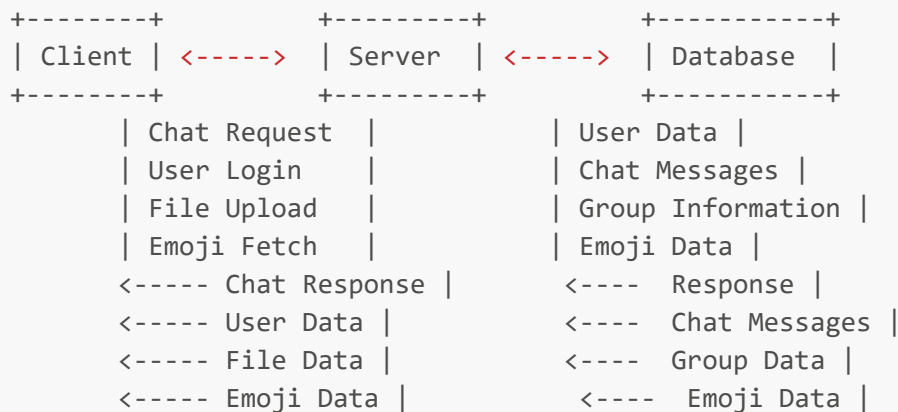 +--------+ +---------+ +-----------+
| Client | <-----> | Server | <-----> | Database |
+--------+ +---------+ +-----------+
| Chat Request | | User Data |
| User Login | | Chat Messages |
| File Upload | | Group Information |
| Emoji Fetch | | Emoji Data |
<----- Chat Response | <---- Response |
<----- User Data | <---- Chat Messages |
<----- File Data | <---- Group Data |
<----- Emoji Data | <---- Emoji Data |